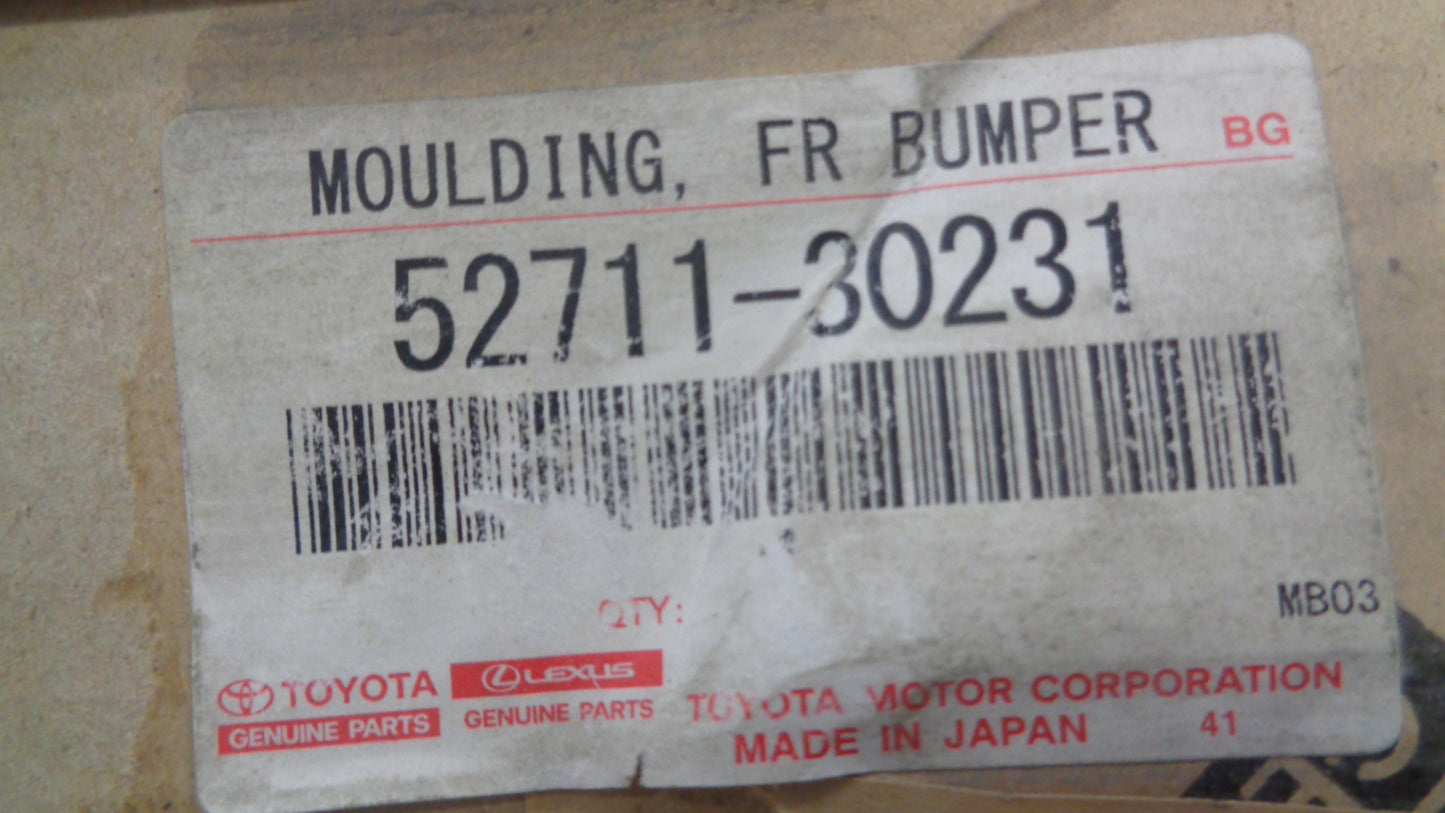 MOULDING, FR BUMPER BG
52711-30231
QTY:
MB03
TOYOTA
GENUINE PARTS
LEXUS
GENUINE PARTS
TOYOTA MOTOR CORPORATION
MADE IN JAPAN 41